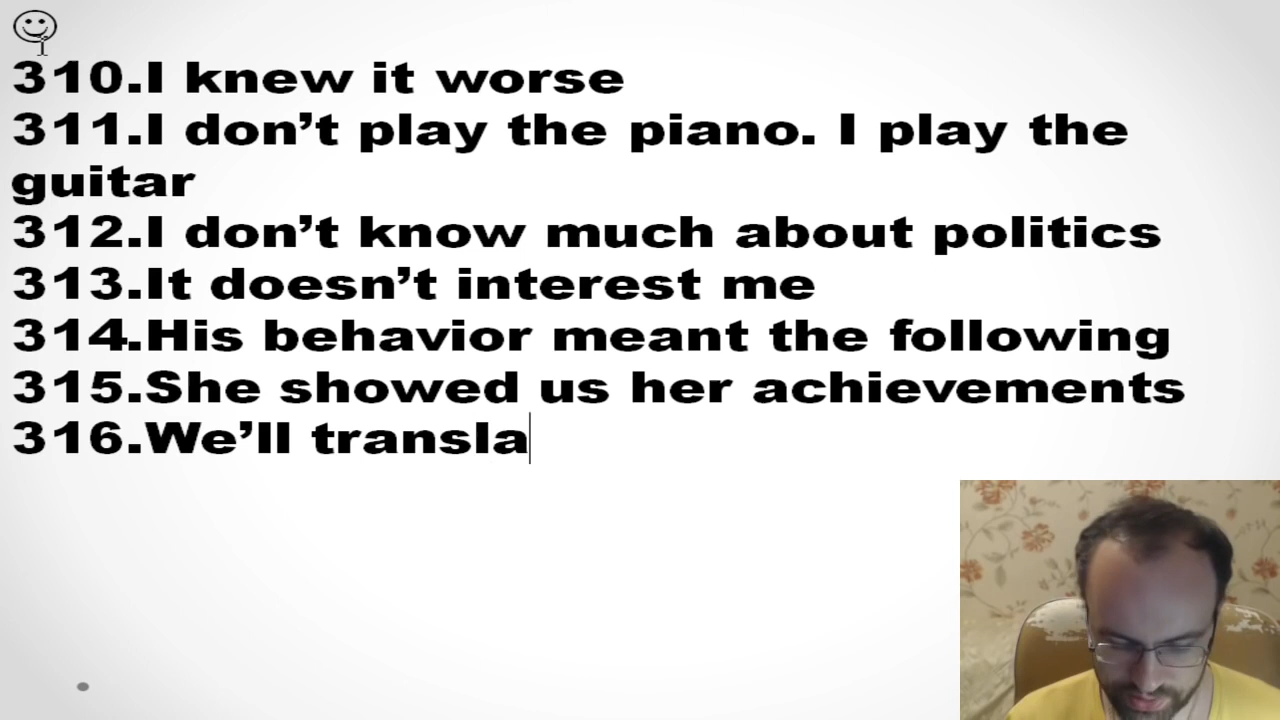 310.I knew it worse
311.I don’t play the piano. I play the
guitar
312.I don’t know much about politics
313.It doesn’t interest me
314.His behavior meant the following
315.She showed us her achievements
316.We’ll transla